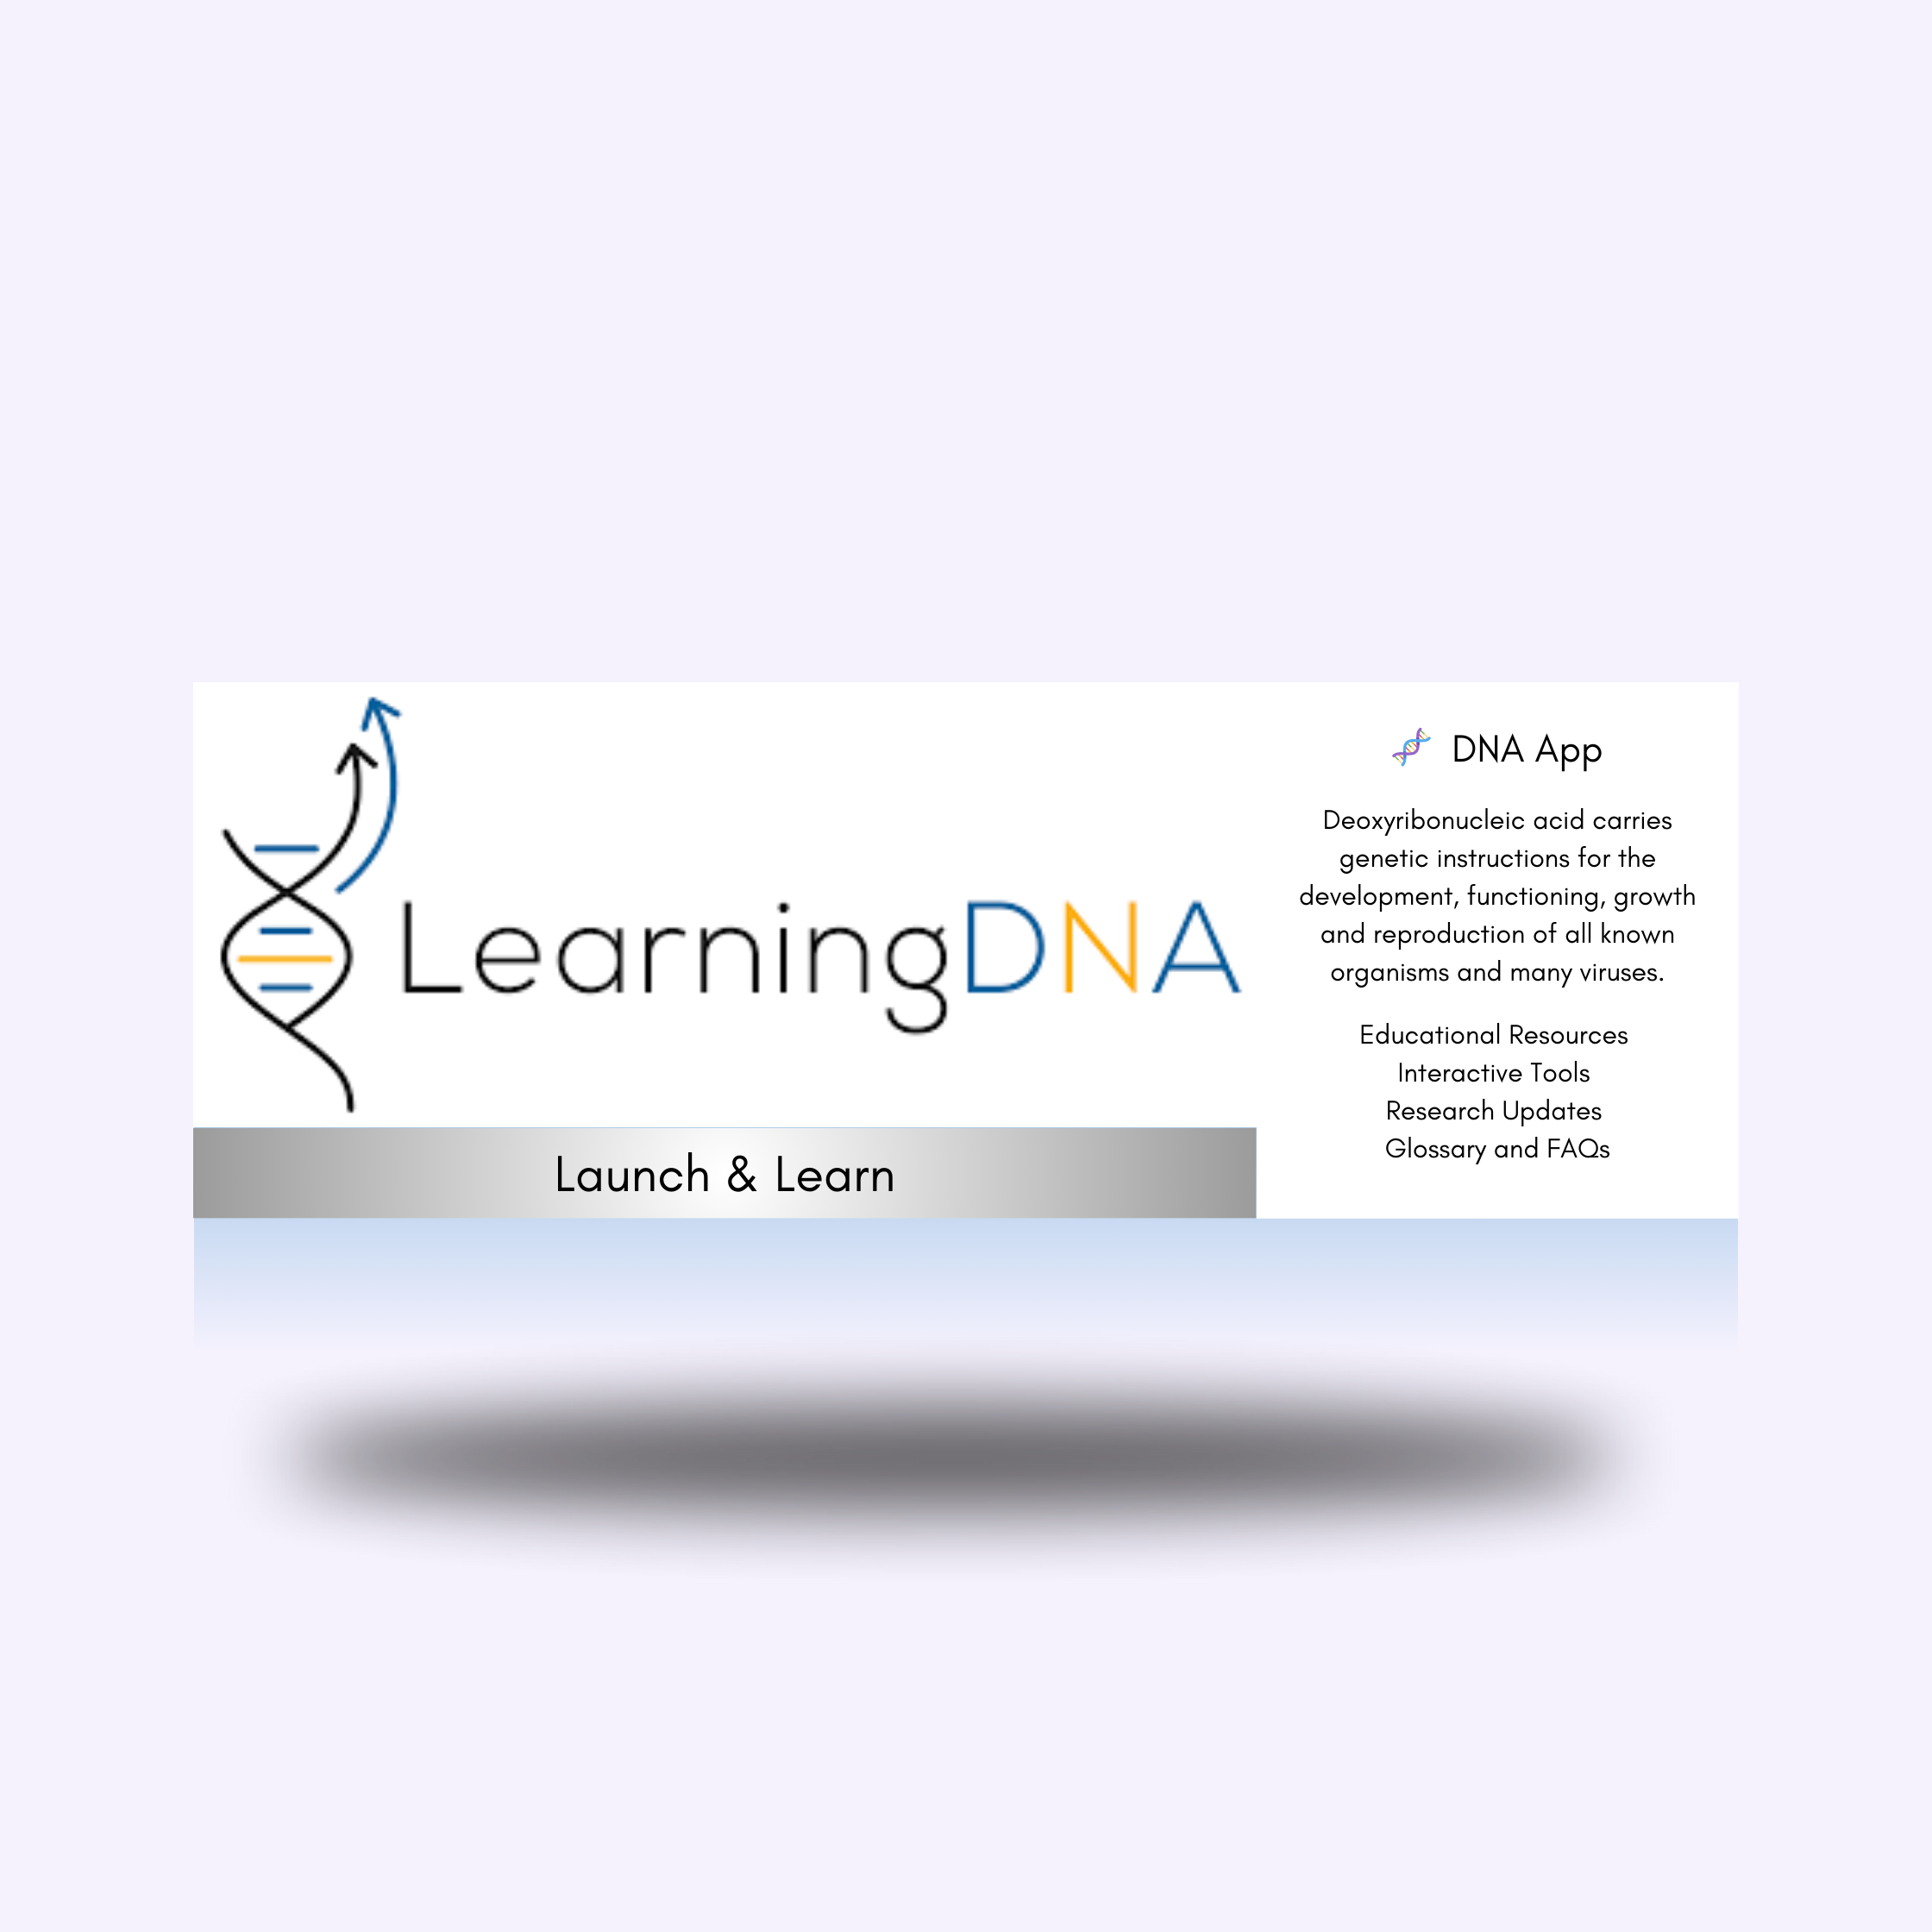 LearningDNA
Launch & Learn
🧬 DNA App
Deoxyribonucleic acid carries
genetic instructions for the
development, functioning, growth
and reproduction of all known
organisms and many viruses.
Educational Resources
Interactive Tools
Research Updates
Glossary and FAQs